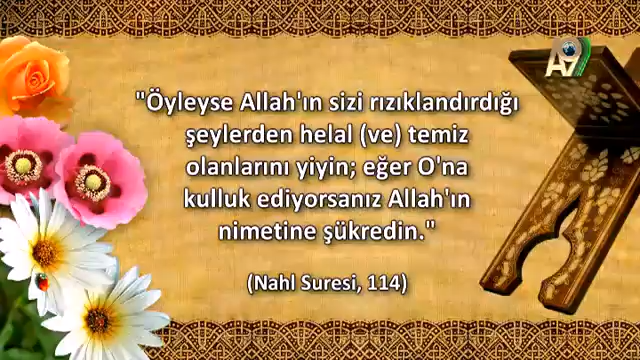 "Öyleyse Allah'ın sizi rızıklandırdığı
şeylerden helal (ve) temiz
olanlarını yiyin; eğer O'na
kulluk ediyorsanız Allah'ın
nimetine şükredin."
(Nahl Suresi, 114)
A9